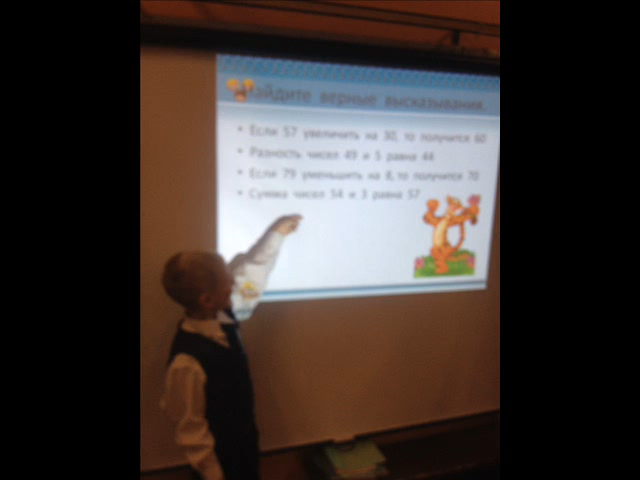 Найдите верные высказывания.
• Если 57 увеличить на 30, то получится 60
• Разность чисел 49 и 5 равна 44
• Если 79 уменьшить на 8, то получится 70
• Сумма чисел 54 и 3 равна 57